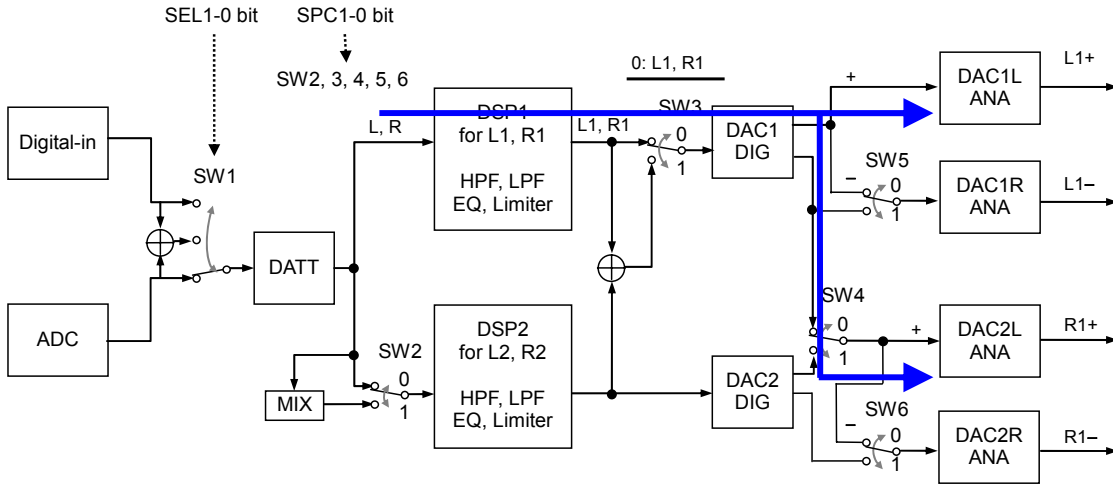 SEL1-0 bit
SPC1-0 bit
SW2, 3, 4, 5, 6
0: L1, R1
Digital-in
SW1
ADC
DATT
L, R
DSP1
for L1, R1
HPF, LPF
EQ, Limiter
L1, R1
SW3
0
1
DAC1
DIG
+
DAC1L
ANA
L1+
–
SW5
0
1
DAC1R
ANA
L1–
MIX
SW2
0
1
DSP2
for L2, R2
HPF, LPF
EQ, Limiter
DAC2
DIG
SW4
0
1
+
DAC2L
ANA
R1+
–
SW6
0
1
DAC2R
ANA
R1–